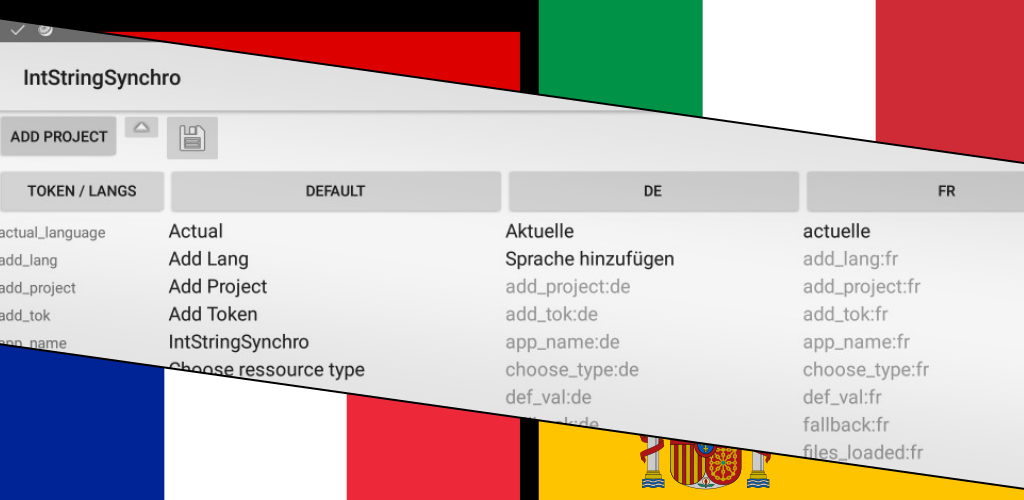 IntStringSynchro
ADD PROJECT
TOKEN / LANGS DEFAULT DE FR
actual_language Actual Aktuelle actuelle
add_lang Add Lang Sprache hinzufügen add_lang:fr
add_project Add Project add_project:de add_project:fr
add_tok Add Token add_tok:de add_tok:fr
app_name IntStringSynchro app_name:de app_name:fr
Choose ressource type choose_type:de choose_type:fr
def_val:de def_val:fr
fallback:fr
files_loaded:fr